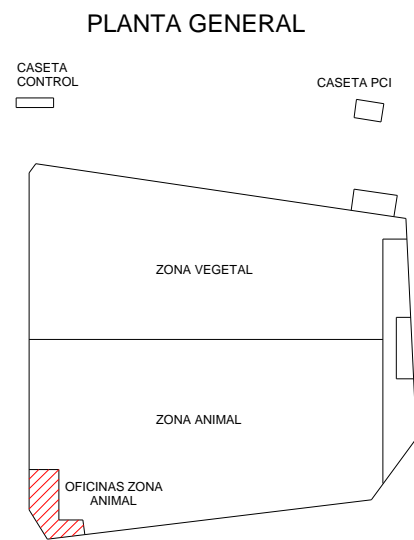 PLANTA GENERAL
CASETA
CONTROL
CASETA PCI
ZONA VEGETAL
ZONA ANIMAL
OFICINAS ZONA
ANIMAL